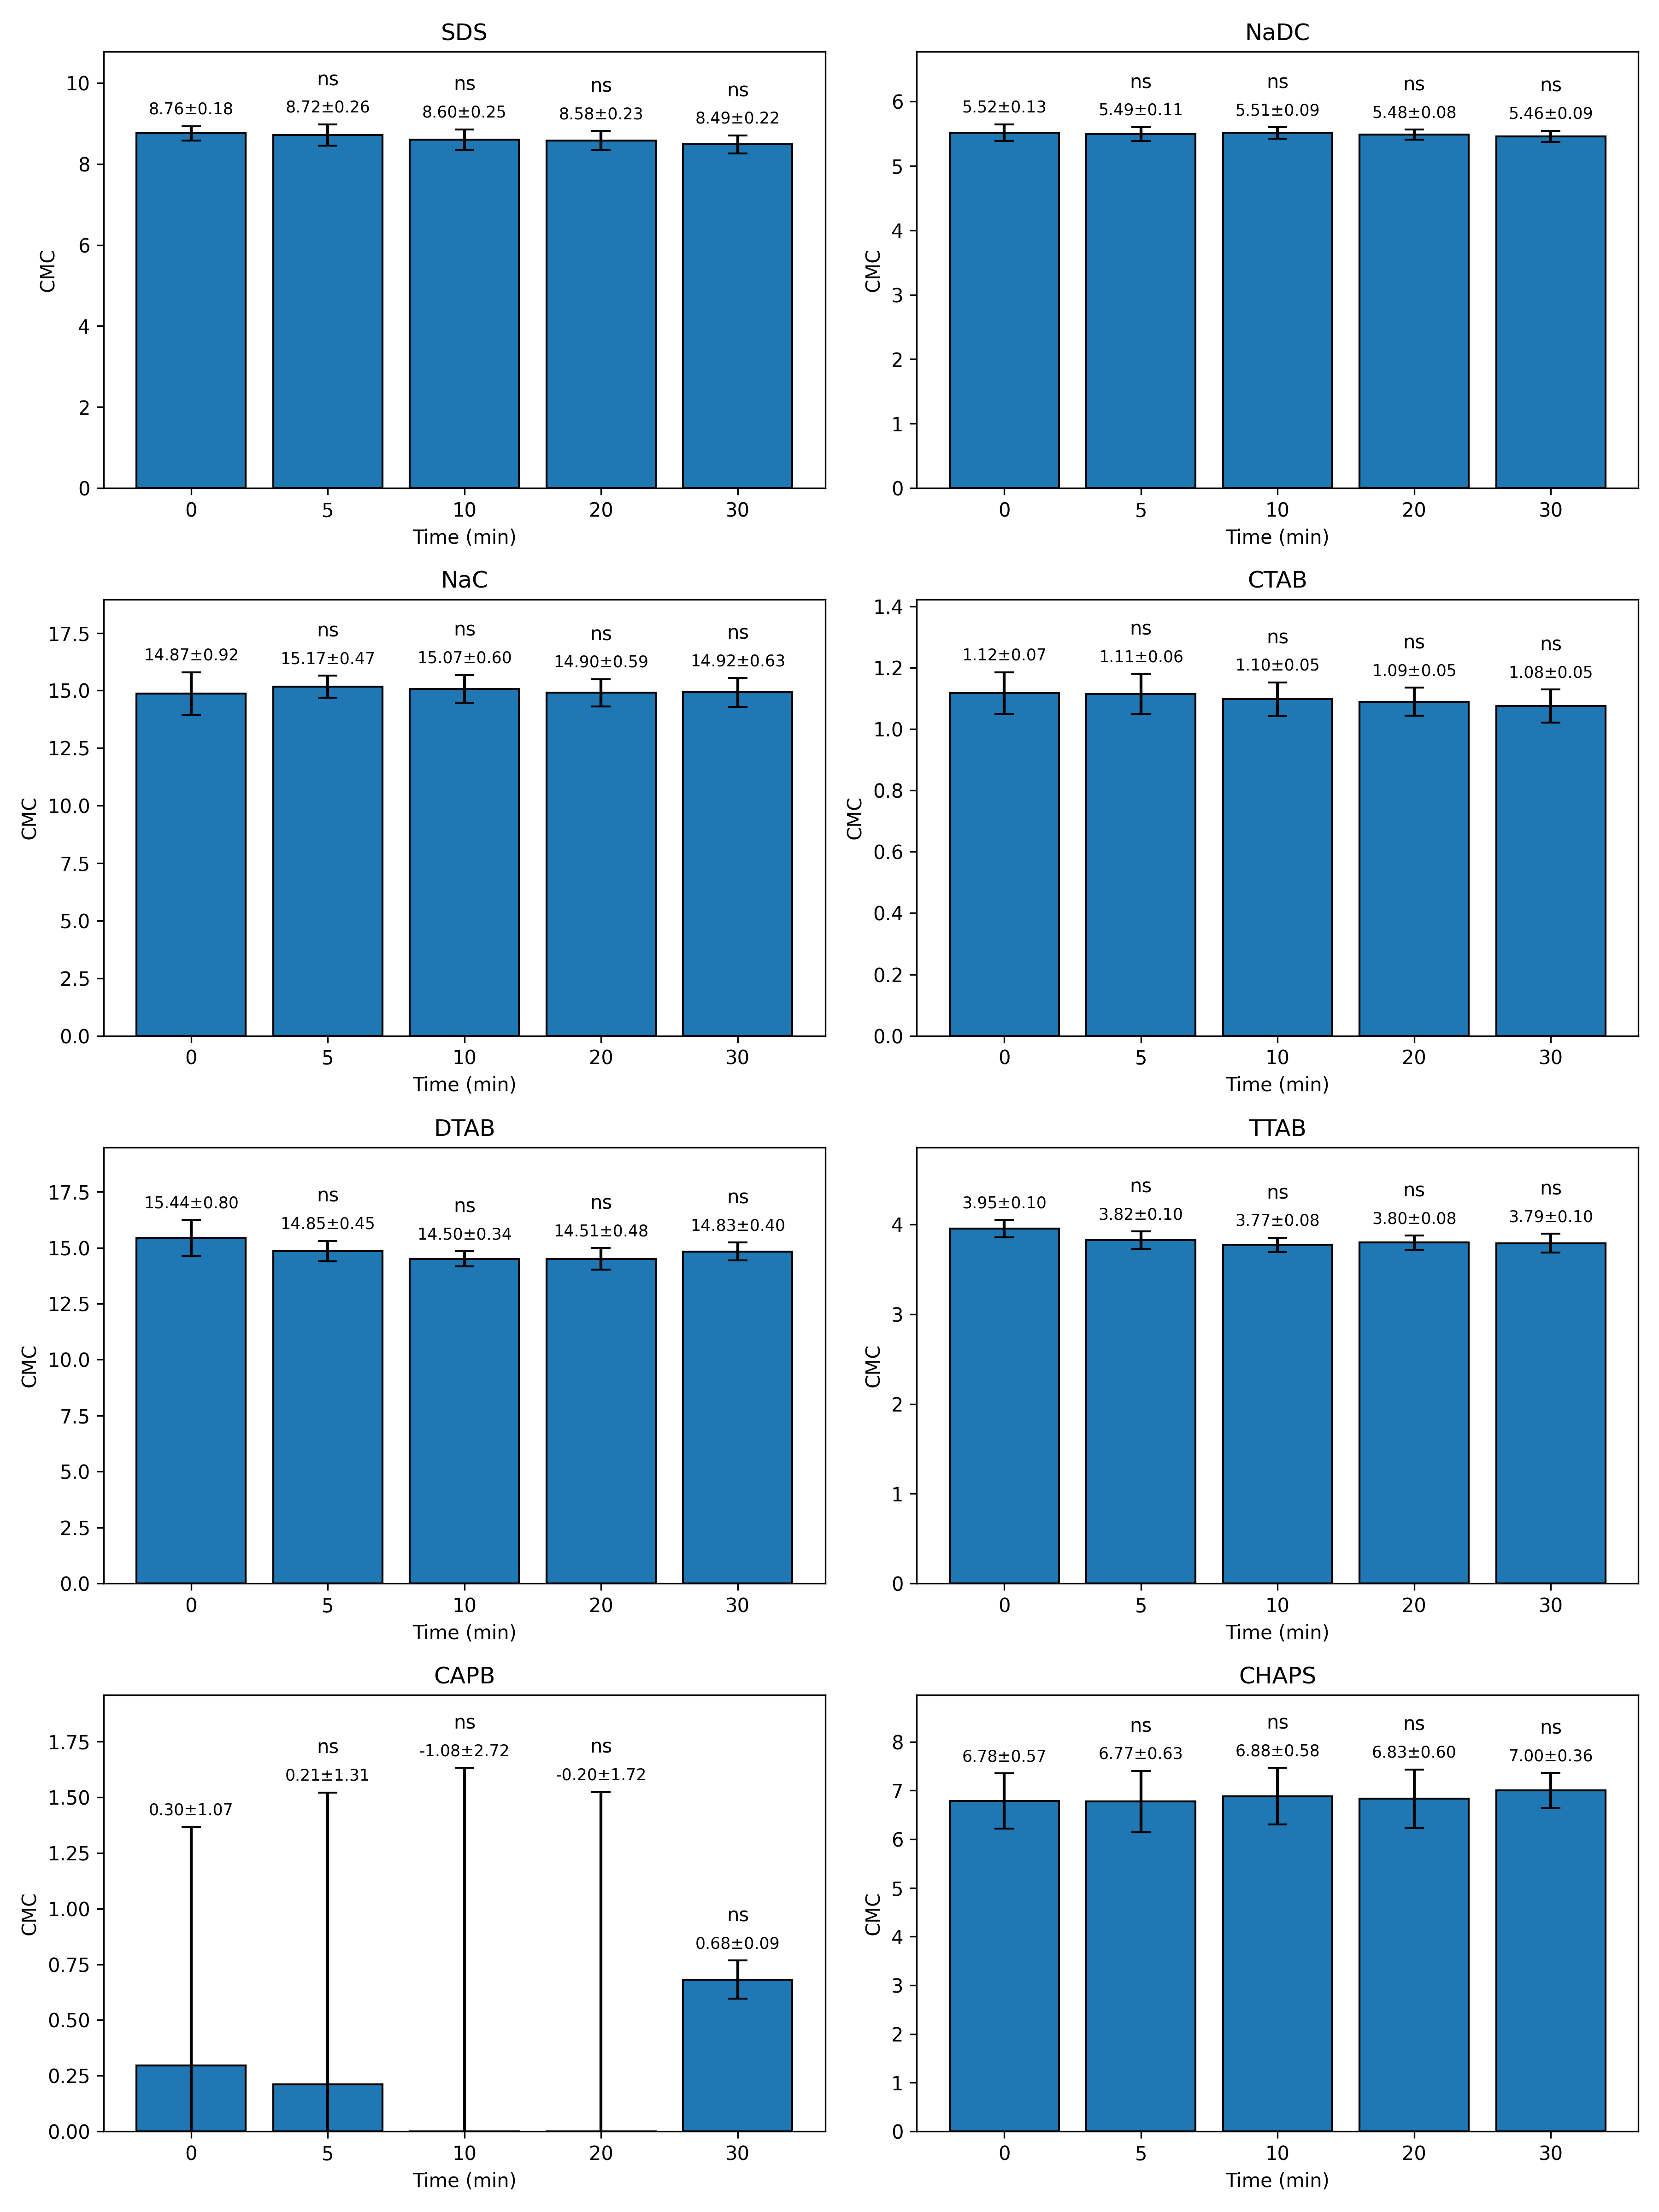 SDS
10
8
6
4
2
0
CMC
8.76±0.18
ns
8.72±0.26
ns
8.60±0.25
ns
8.58±0.23
ns
8.49±0.22
0 5 10 20 30
Time (min)
NaDC
6
5
4
3
2
1
0
CMC
5.52±0.13
ns
5.49±0.11
ns
5.51±0.09
ns
5.48±0.08
ns
5.46±0.09
0 5 10 20 30
Time (min)
NaC
17.5
15.0
12.5
10.0
7.5
5.0
2.5
0.0
CMC
14.87±0.92
ns
15.17±0.47
ns
15.07±0.60
ns
14.90±0.59
ns
14.92±0.63
0 5 10 20 30
Time (min)
CTAB
1.4
1.2
1.0
0.8
0.6
0.4
0.2
0.0
CMC
1.12±0.07
ns
1.11±0.06
ns
1.10±0.05
ns
1.09±0.05
ns
1.08±0.05
0 5 10 20 30
Time (min)
DTAB
17.5
15.0
12.5
10.0
7.5
5.0
2.5
0.0
CMC
15.44±0.80
ns
14.85±0.45
ns
14.50±0.34
ns
14.51±0.48
ns
14.83±0.40
0 5 10 20 30
Time (min)
TTAB
4
3
2
1
0
CMC
3.95±0.10
ns
3.82±0.10
ns
3.77±0.08
ns
3.80±0.08
ns
3.79±0.10
0 5 10 20 30
Time (min)
CAPB
1.75
1.50
1.25
1.00
0.75
0.50
0.25
0.00
CMC
0.30±1.07
ns
0.21±1.31
ns
-1.08±2.72
ns
-0.20±1.72
ns
0.68±0.09
0 5 10 20 30
Time (min)
CHAPS
8
7
6
5
4
3
2
1
0
CMC
6.78±0.57
ns
6.77±0.63
ns
6.88±0.58
ns
6.83±0.60
ns
7.00±0.36
0 5 10 20 30
Time (min)